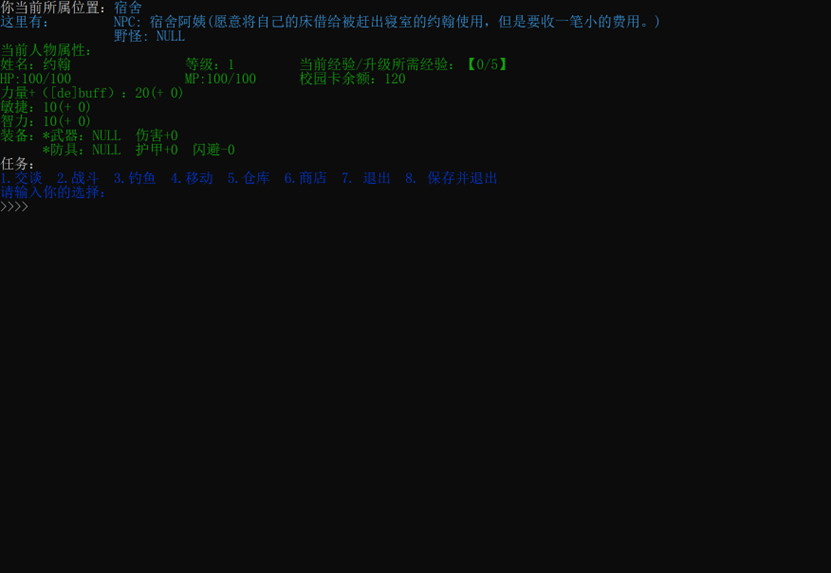 你当前所属位置: 宿舍
这里有: NPC: 宿舍阿姨(愿意将自己的床借给被赶出寝室的约翰使用，但是要收一笔小的费用。)
野怪: NULL
当前人物属性:
姓名: 约翰 等级: 1 当前经验/升级所需经验: 【0/5】
HP:100/100 MP:100/100 校园卡余额: 120
力量+（[de]buff）: 20(+ 0)
敏捷: 10(+ 0)
智力: 10(+ 0)
装备: *武器: NULL 伤害+0
*防具: NULL 护甲+0 闪避-0
任务:
1.交谈 2.战斗 3.钓鱼 4.移动 5.仓库 6.商店 7. 退出 8. 保存并退出
请输入你的选择:
>>>>